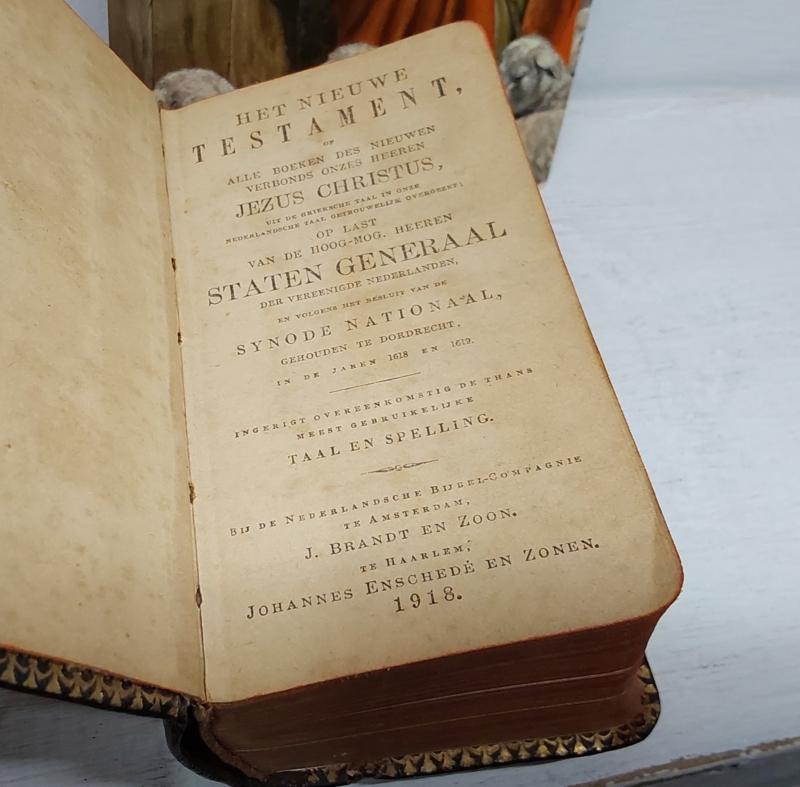 HET NIEUWE
TESTAMENT,
OF
ALLE BOEKEN DES NIEUWEN
VERBONDS ONZES HEEREN
JEZUS CHRISTUS,
UIT DE GRIEKSCHE TAAL IN ONZE
NEDERLANDSCHE TAAL GETROUWELIJK OVERGEZET;
OP LAST
VAN DE HOOG-MOG. HEEREN
STATEN GENERAAL
DER VEREENIGDE NEDERLANDEN,
EN VOLGENS HET BESLUIT VAN DE
SYNODE NATIONAAL,
GEHOUDEN TE DORDRECHT,
IN DE JAREN 1618 EN 1619.
INGERIGT OVEREENKOMSTIG DE THANS
MEEST GEBRUIKELIJKE
TAAL EN SPELLING.
BIJ DE NEDERLANDSCHE BIJBEL-COMPAGNIE
TE AMSTERDAM,
J. BRANDT EN ZOON.
TE HAARLEM,
JOHANNES ENSCHEDÉ EN ZONEN.
1918.